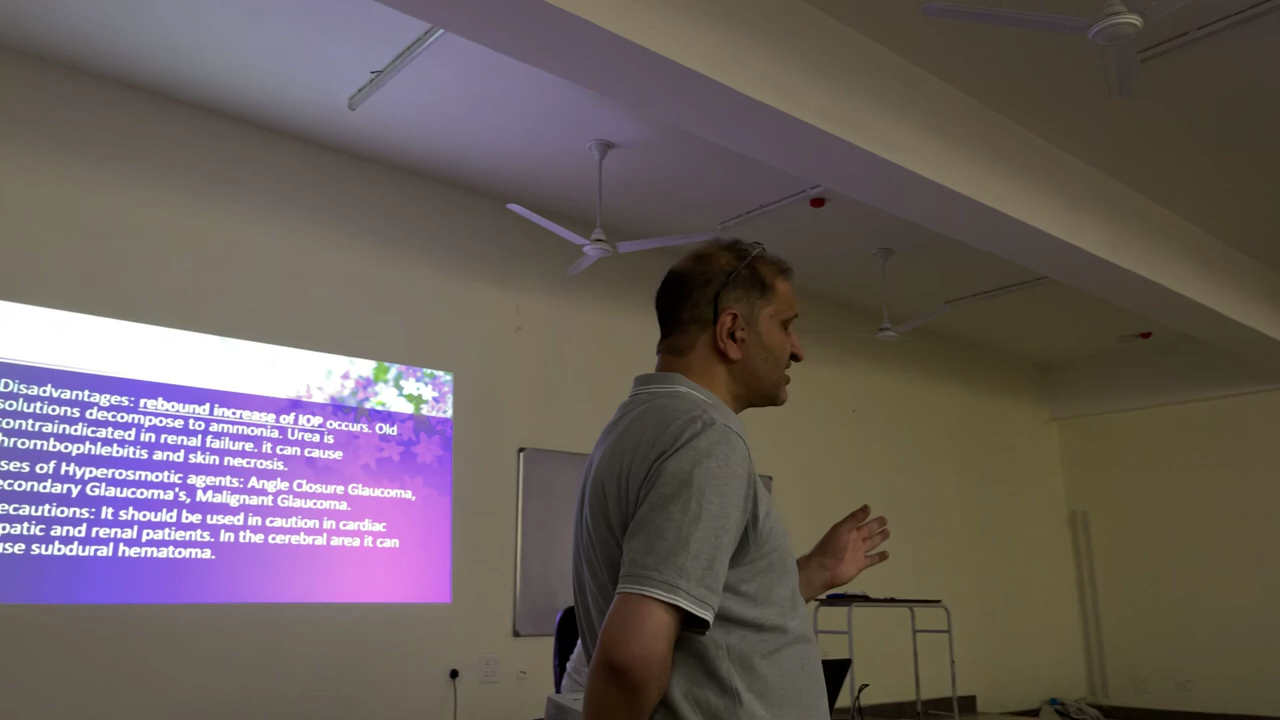 Disadvantages: rebound increase of IOP occurs. Old
solutions decompose to ammonia. Urea is
contraindicated in renal failure. it can cause
hrombophlebitis and skin necrosis.
ses of Hyperosmotic agents: Angle Closure Glaucoma,
econdary Glaucoma's, Malignant Glaucoma.
ecautions: It should be used in caution in cardiac
patic and renal patients. In the cerebral area it can
use subdural hematoma.